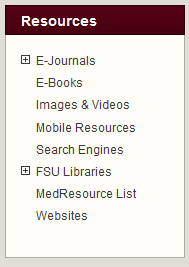 Resources
E-Journals
E-Books
Images & Videos
Mobile Resources
Search Engines
FSU Libraries
MedResource List
Websites